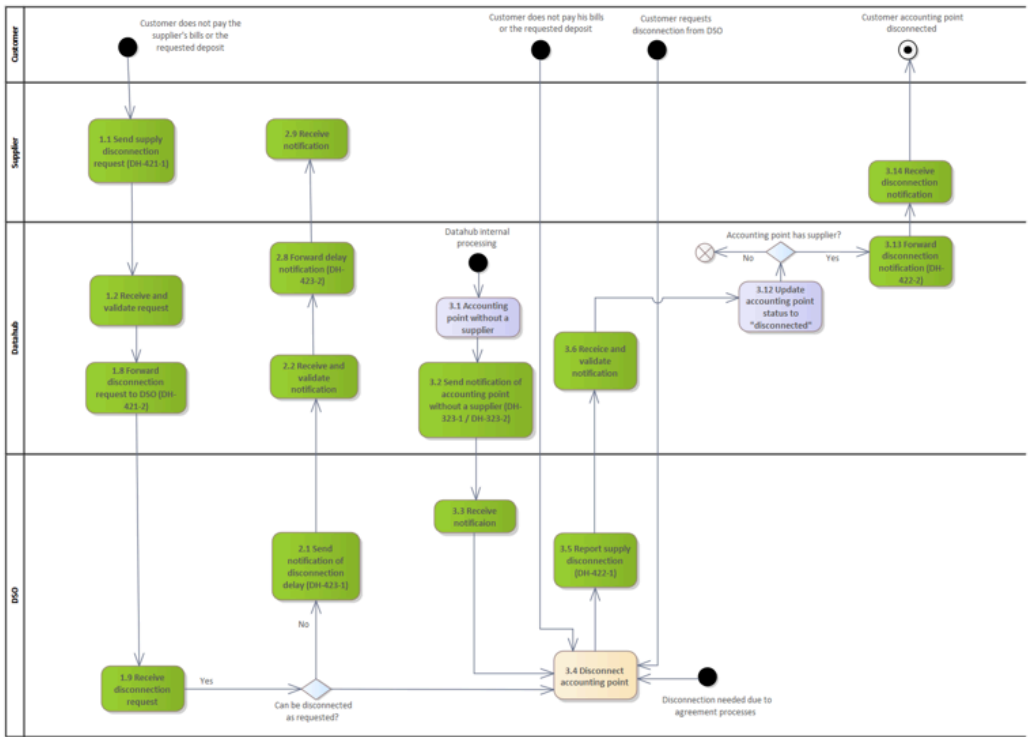 Customer
Customer does not pay the
supplier's bills or the
requested deposit
Customer does not pay his bills
or the requested deposit
Customer requests
disconnection from DSO
Customer accounting point
disconnected
Supplier
1.1 Send supply
disconnection
request (DH-421-1)
2.9 Receive
notification
3.14 Receive
disconnection
notification
Datahub
1.2 Receive and
validate request
1.8 Forward
disconnection
request to DSO (DH-
421-2)
2.8 Forward delay
notification (DH-
423-2)
2.2 Receive and
validate
notification
Datahub internal
processing
3.1 Accounting
point without a
supplier
3.2 Send notification of
accounting point
without a supplier (DH-
323-1 / DH-323-2)
3.6 Receice and
validate
notification
Accounting point has supplier?
No
Yes
3.12 Update
accounting point
status to
"disconnected"
3.13 Forward
disconnection
notification (DH-
422-2)
DSO
1.9 Receive
disconnection
request
Yes
Can be disconnected
as requested?
No
2.1 Send
notification of
disconnection
delay (DH-423-1)
3.3 Receive
notificaion
3.5 Report supply
disconnection
(DH-422-1)
3.4 Disconnect
accounting point
Disconnection needed due to
agreement processes